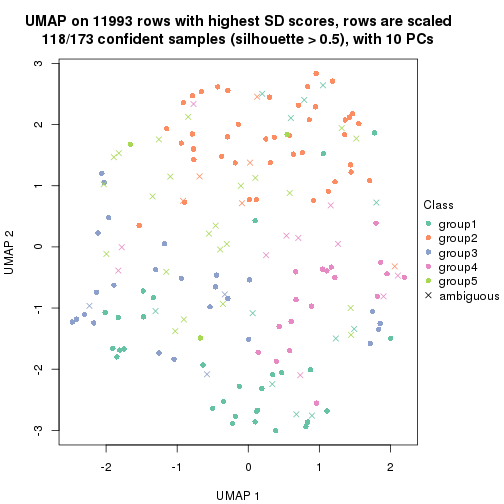 UMAP on 11993 rows with highest SD scores, rows are scaled
118/173 confident samples (silhouette > 0.5), with 10 PCs
3
2
1
0
-1
-2
-3
UMAP 2
-2
-1
0
1
2
UMAP 1
Class
group1
group2
group3
group4
group5
ambiguous